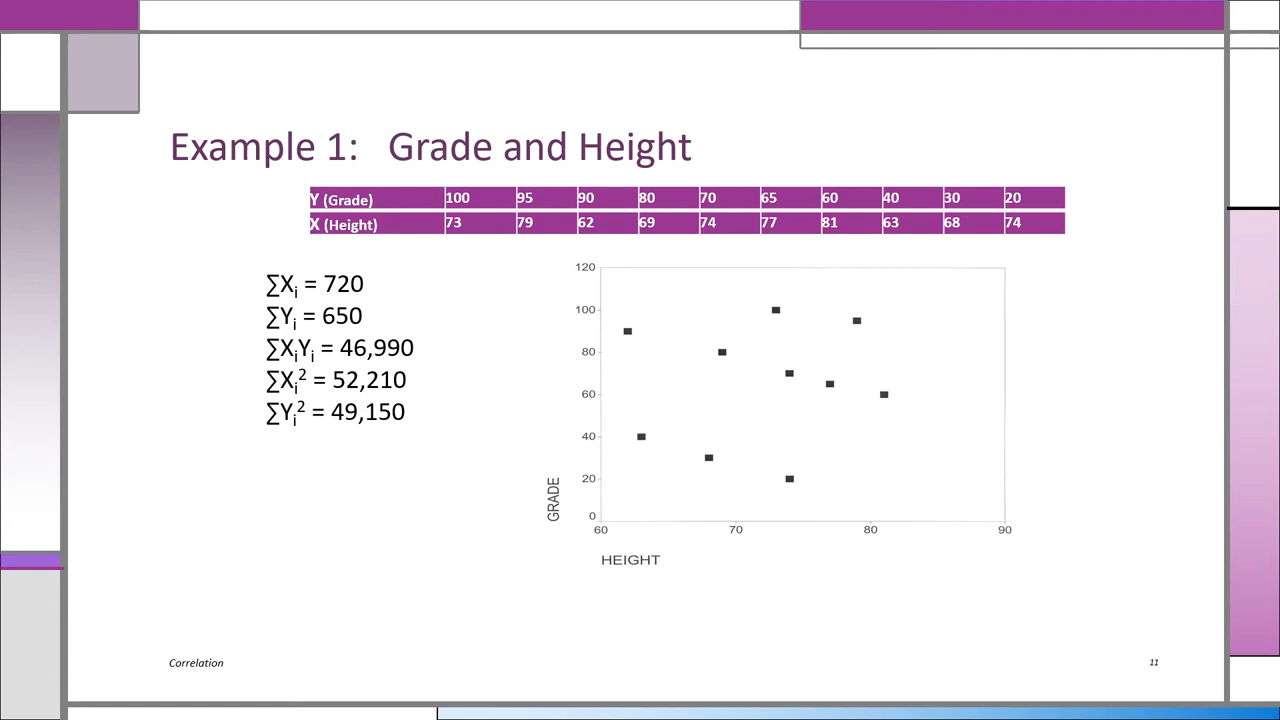 Example 1: Grade and Height
Y (Grade) 100 95 90 80 70 65 60 40 30 20
X (Height) 73 79 62 69 74 77 81 63 68 74
∑Xi = 720
∑Yi = 650
∑XiYi = 46,990
∑Xi² = 52,210
∑Yi² = 49,150
120
100
80
60
40
20
0
GRADE
60 70 80 90
HEIGHT
Correlation
11